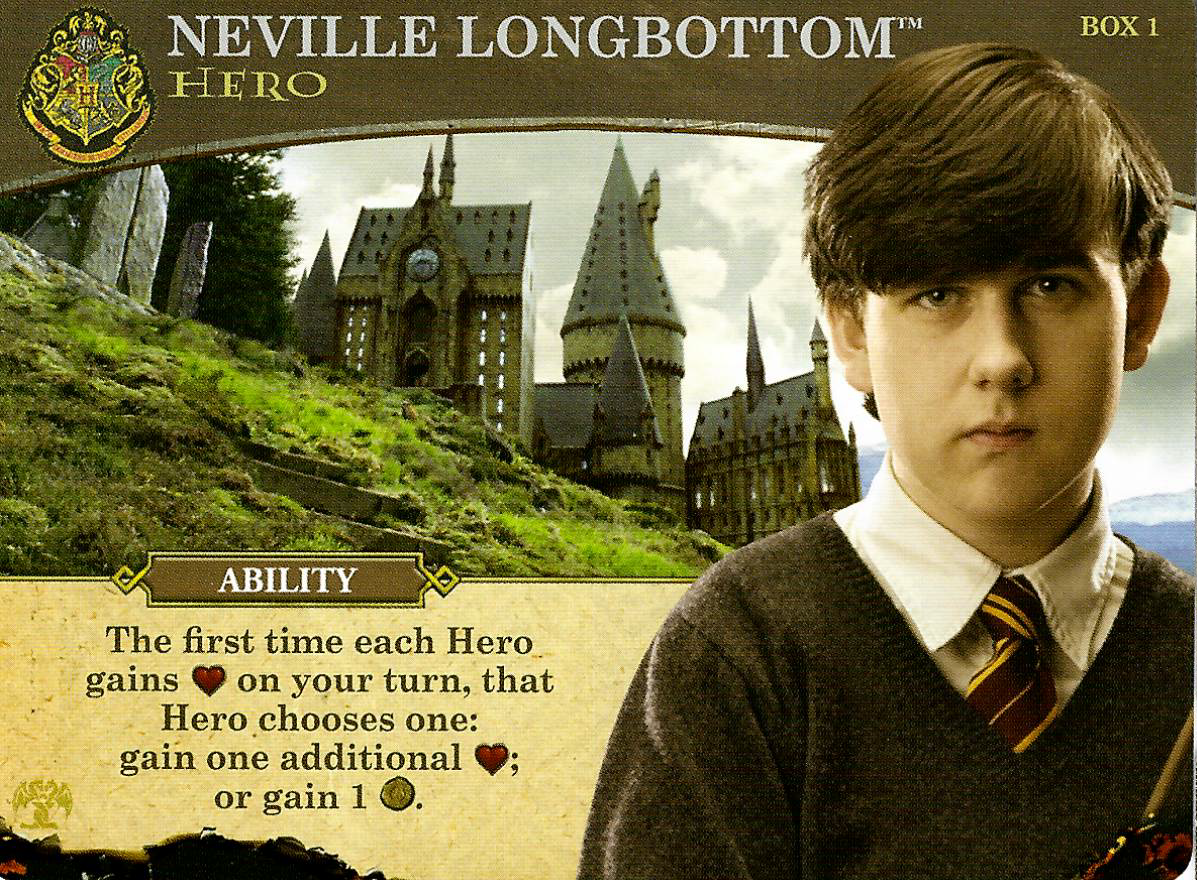 NEVILLE LONGBOTTOM™
HERO
BOX 1
ABILITY
The first time each Hero
gains ❤ on your turn, that
Hero chooses one:
gain one additional ❤;
or gain 1 .